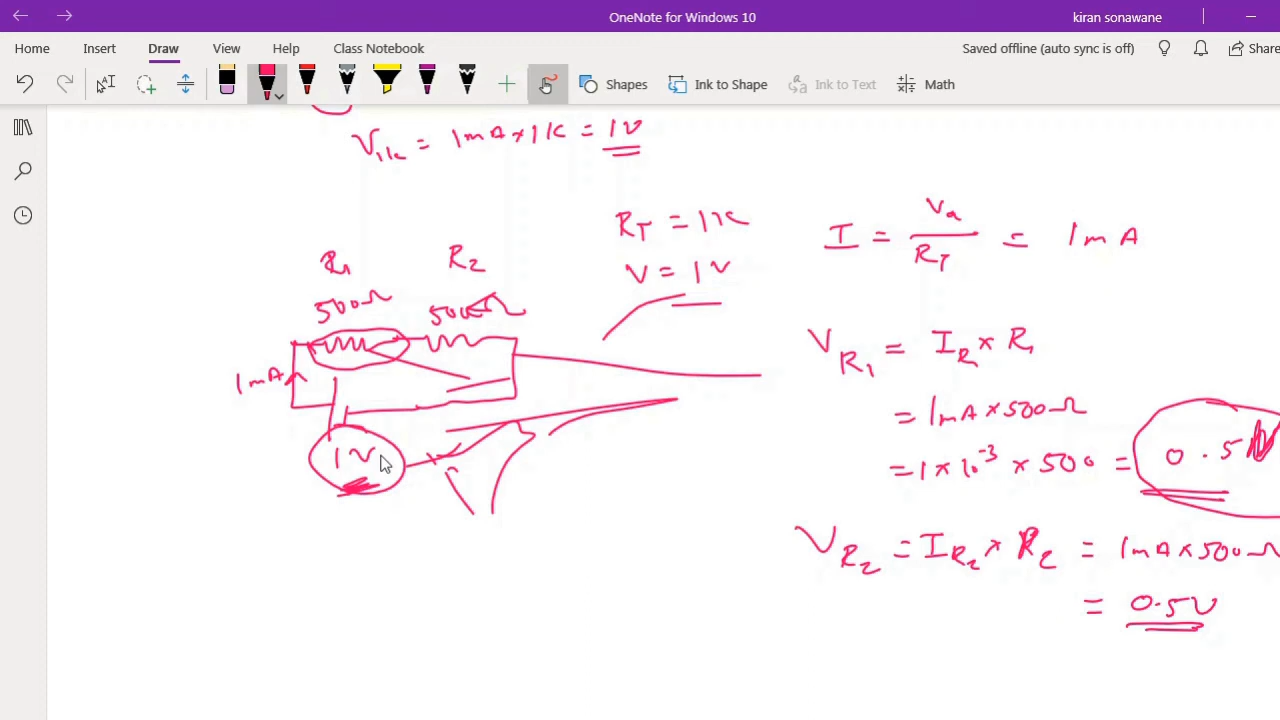 OneNote for Windows 10
kiran sonawane
Home Insert Draw View Help Class Notebook
Saved offline (auto sync is off)
Share
Shapes
Ink to Shape
Ink to Text
Math
V1k = 1mA × 1K = 1V
RT = 1K
V = 1V
I = Va / RT = 1mA
R1
R2
500Ω
500Ω
1mA
1V
VR1 = IR × R1
= 1mA × 500Ω
= 1 × 10⁻³ × 500 = 0.5V
VR2 = IR2 × R2 = 1mA × 500Ω
= 0.5V